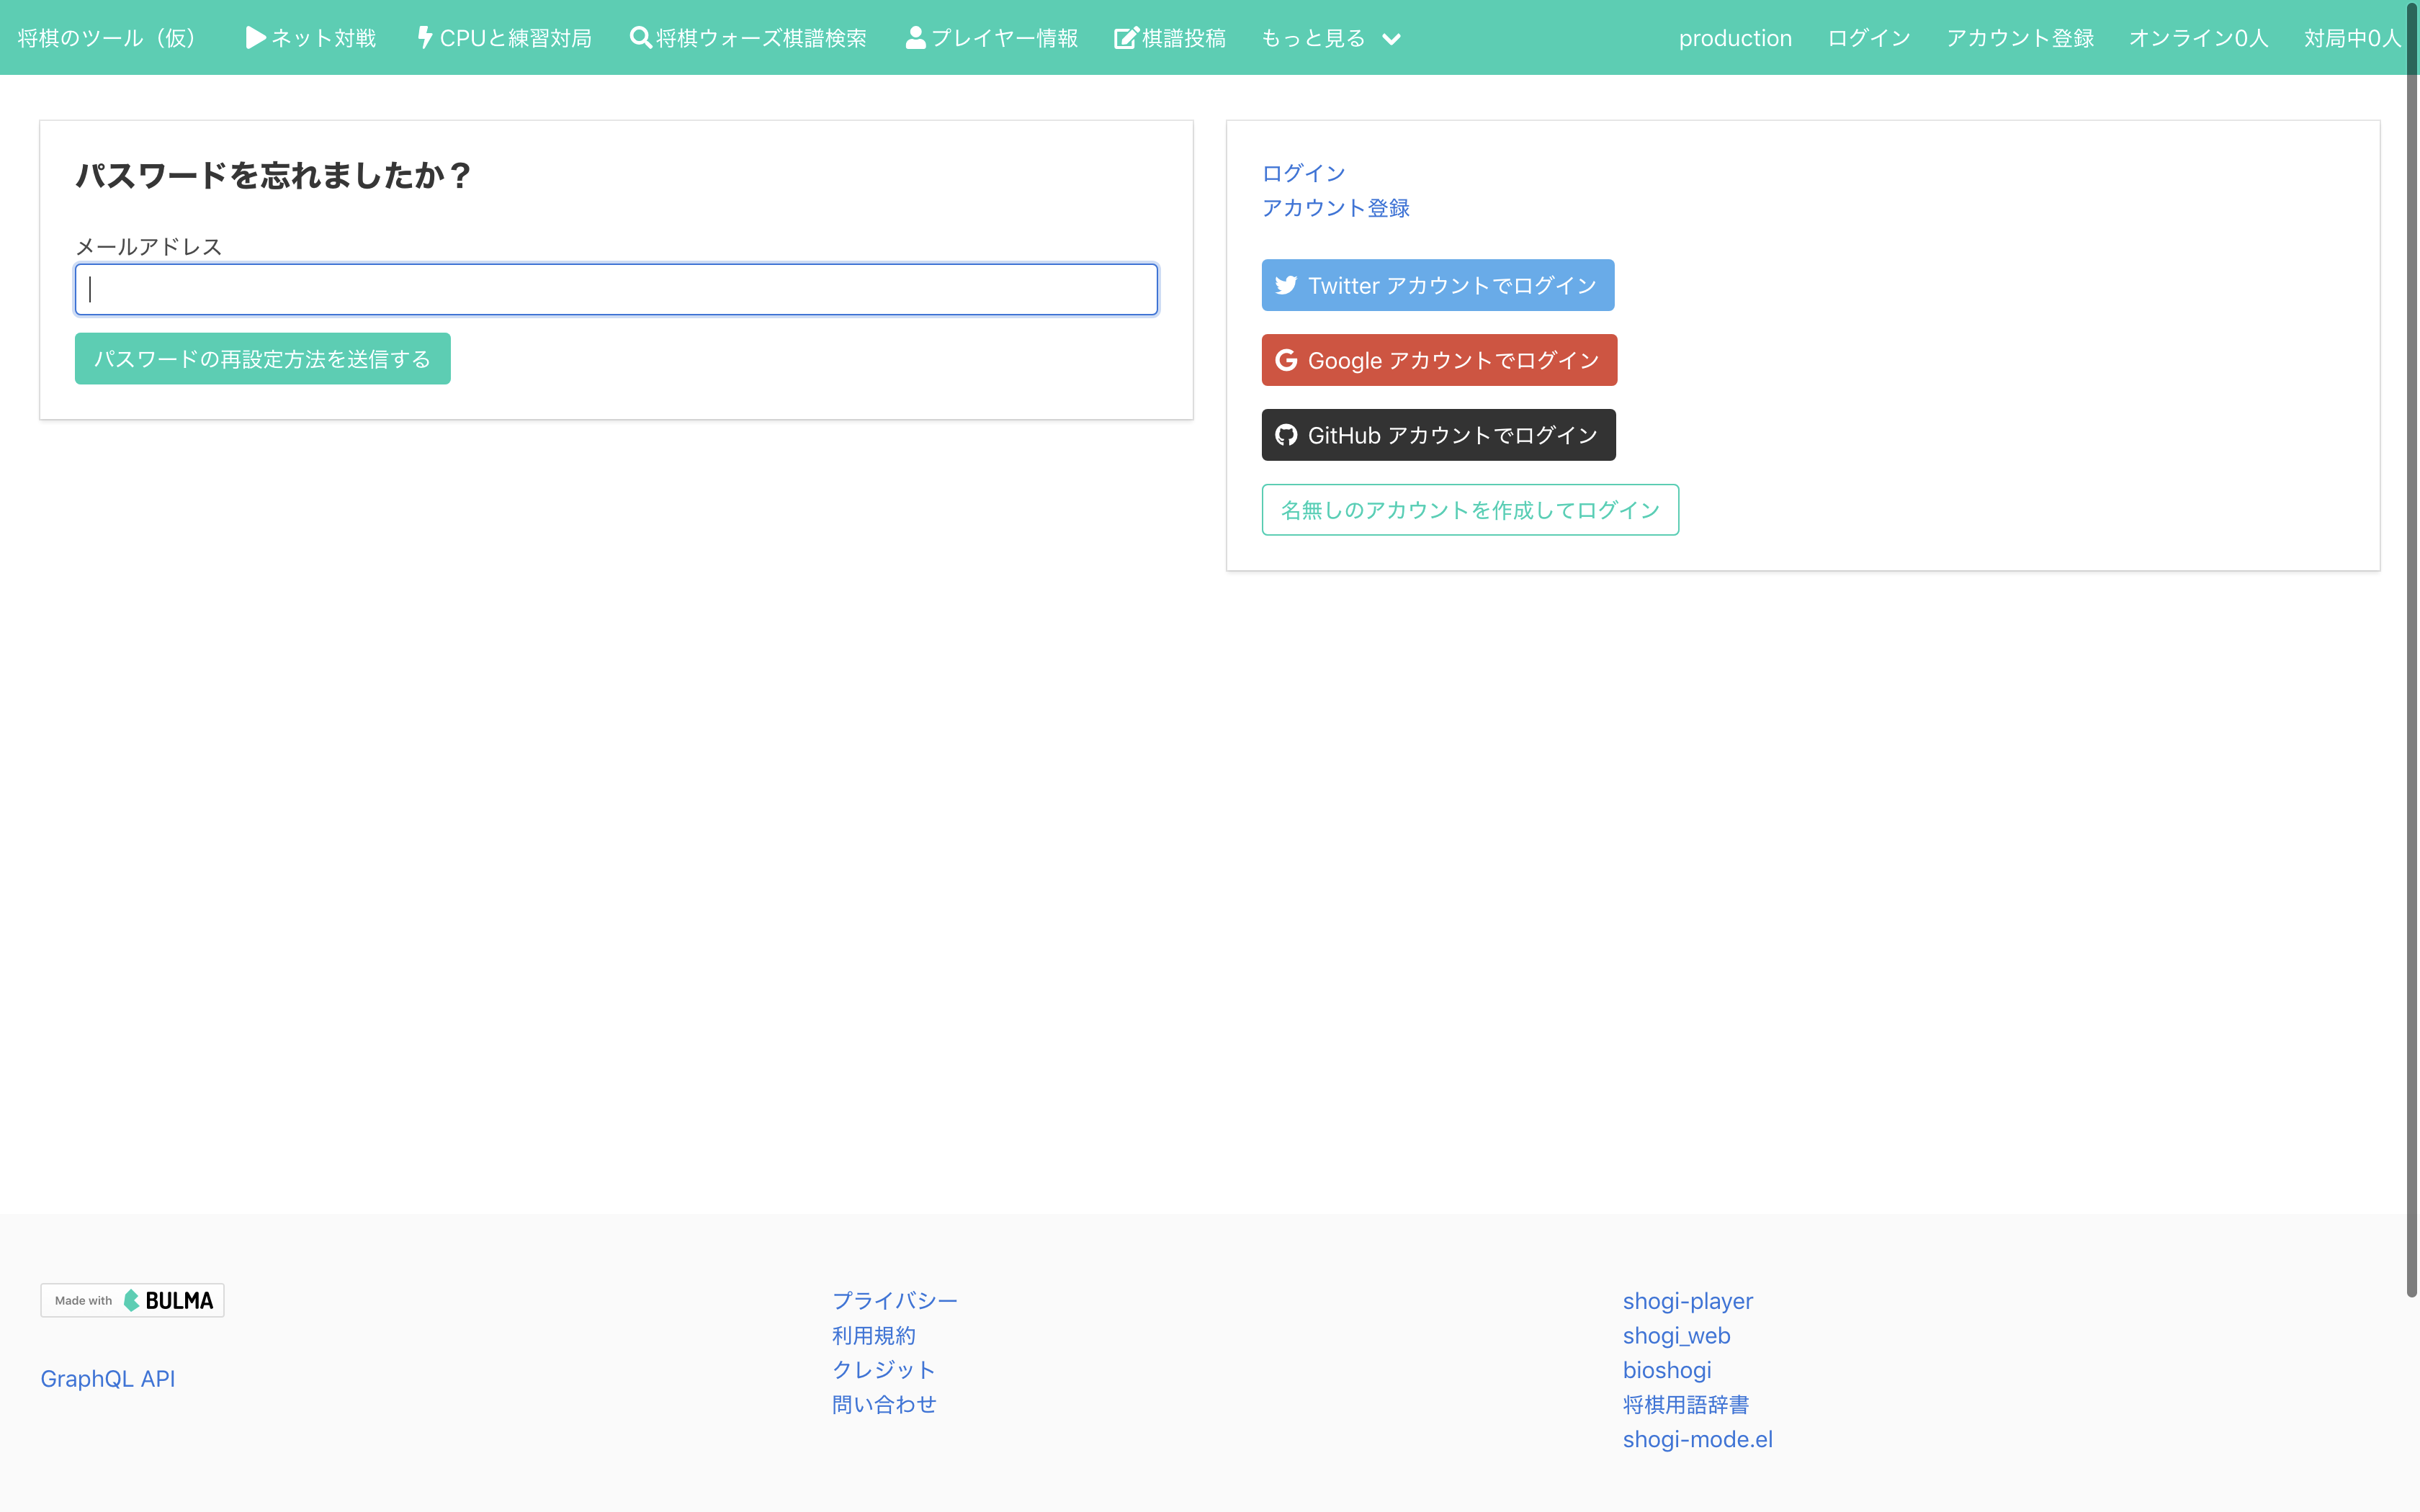 将棋のツール（仮） ネット対戦 CPUと練習対局 将棋ウォーズ棋譜検索 プレイヤー情報 棋譜投稿 もっと見る production ログイン アカウント登録 オンライン0人 対局中0人
パスワードを忘れましたか？
メールアドレス
パスワードの再設定方法を送信する
ログイン
アカウント登録
Twitter アカウントでログイン
Google アカウントでログイン
GitHub アカウントでログイン
名無しのアカウントを作成してログイン
Made with BULMA
GraphQL API
プライバシー
利用規約
クレジット
問い合わせ
shogi-player
shogi_web
bioshogi
将棋用語辞書
shogi-mode.el